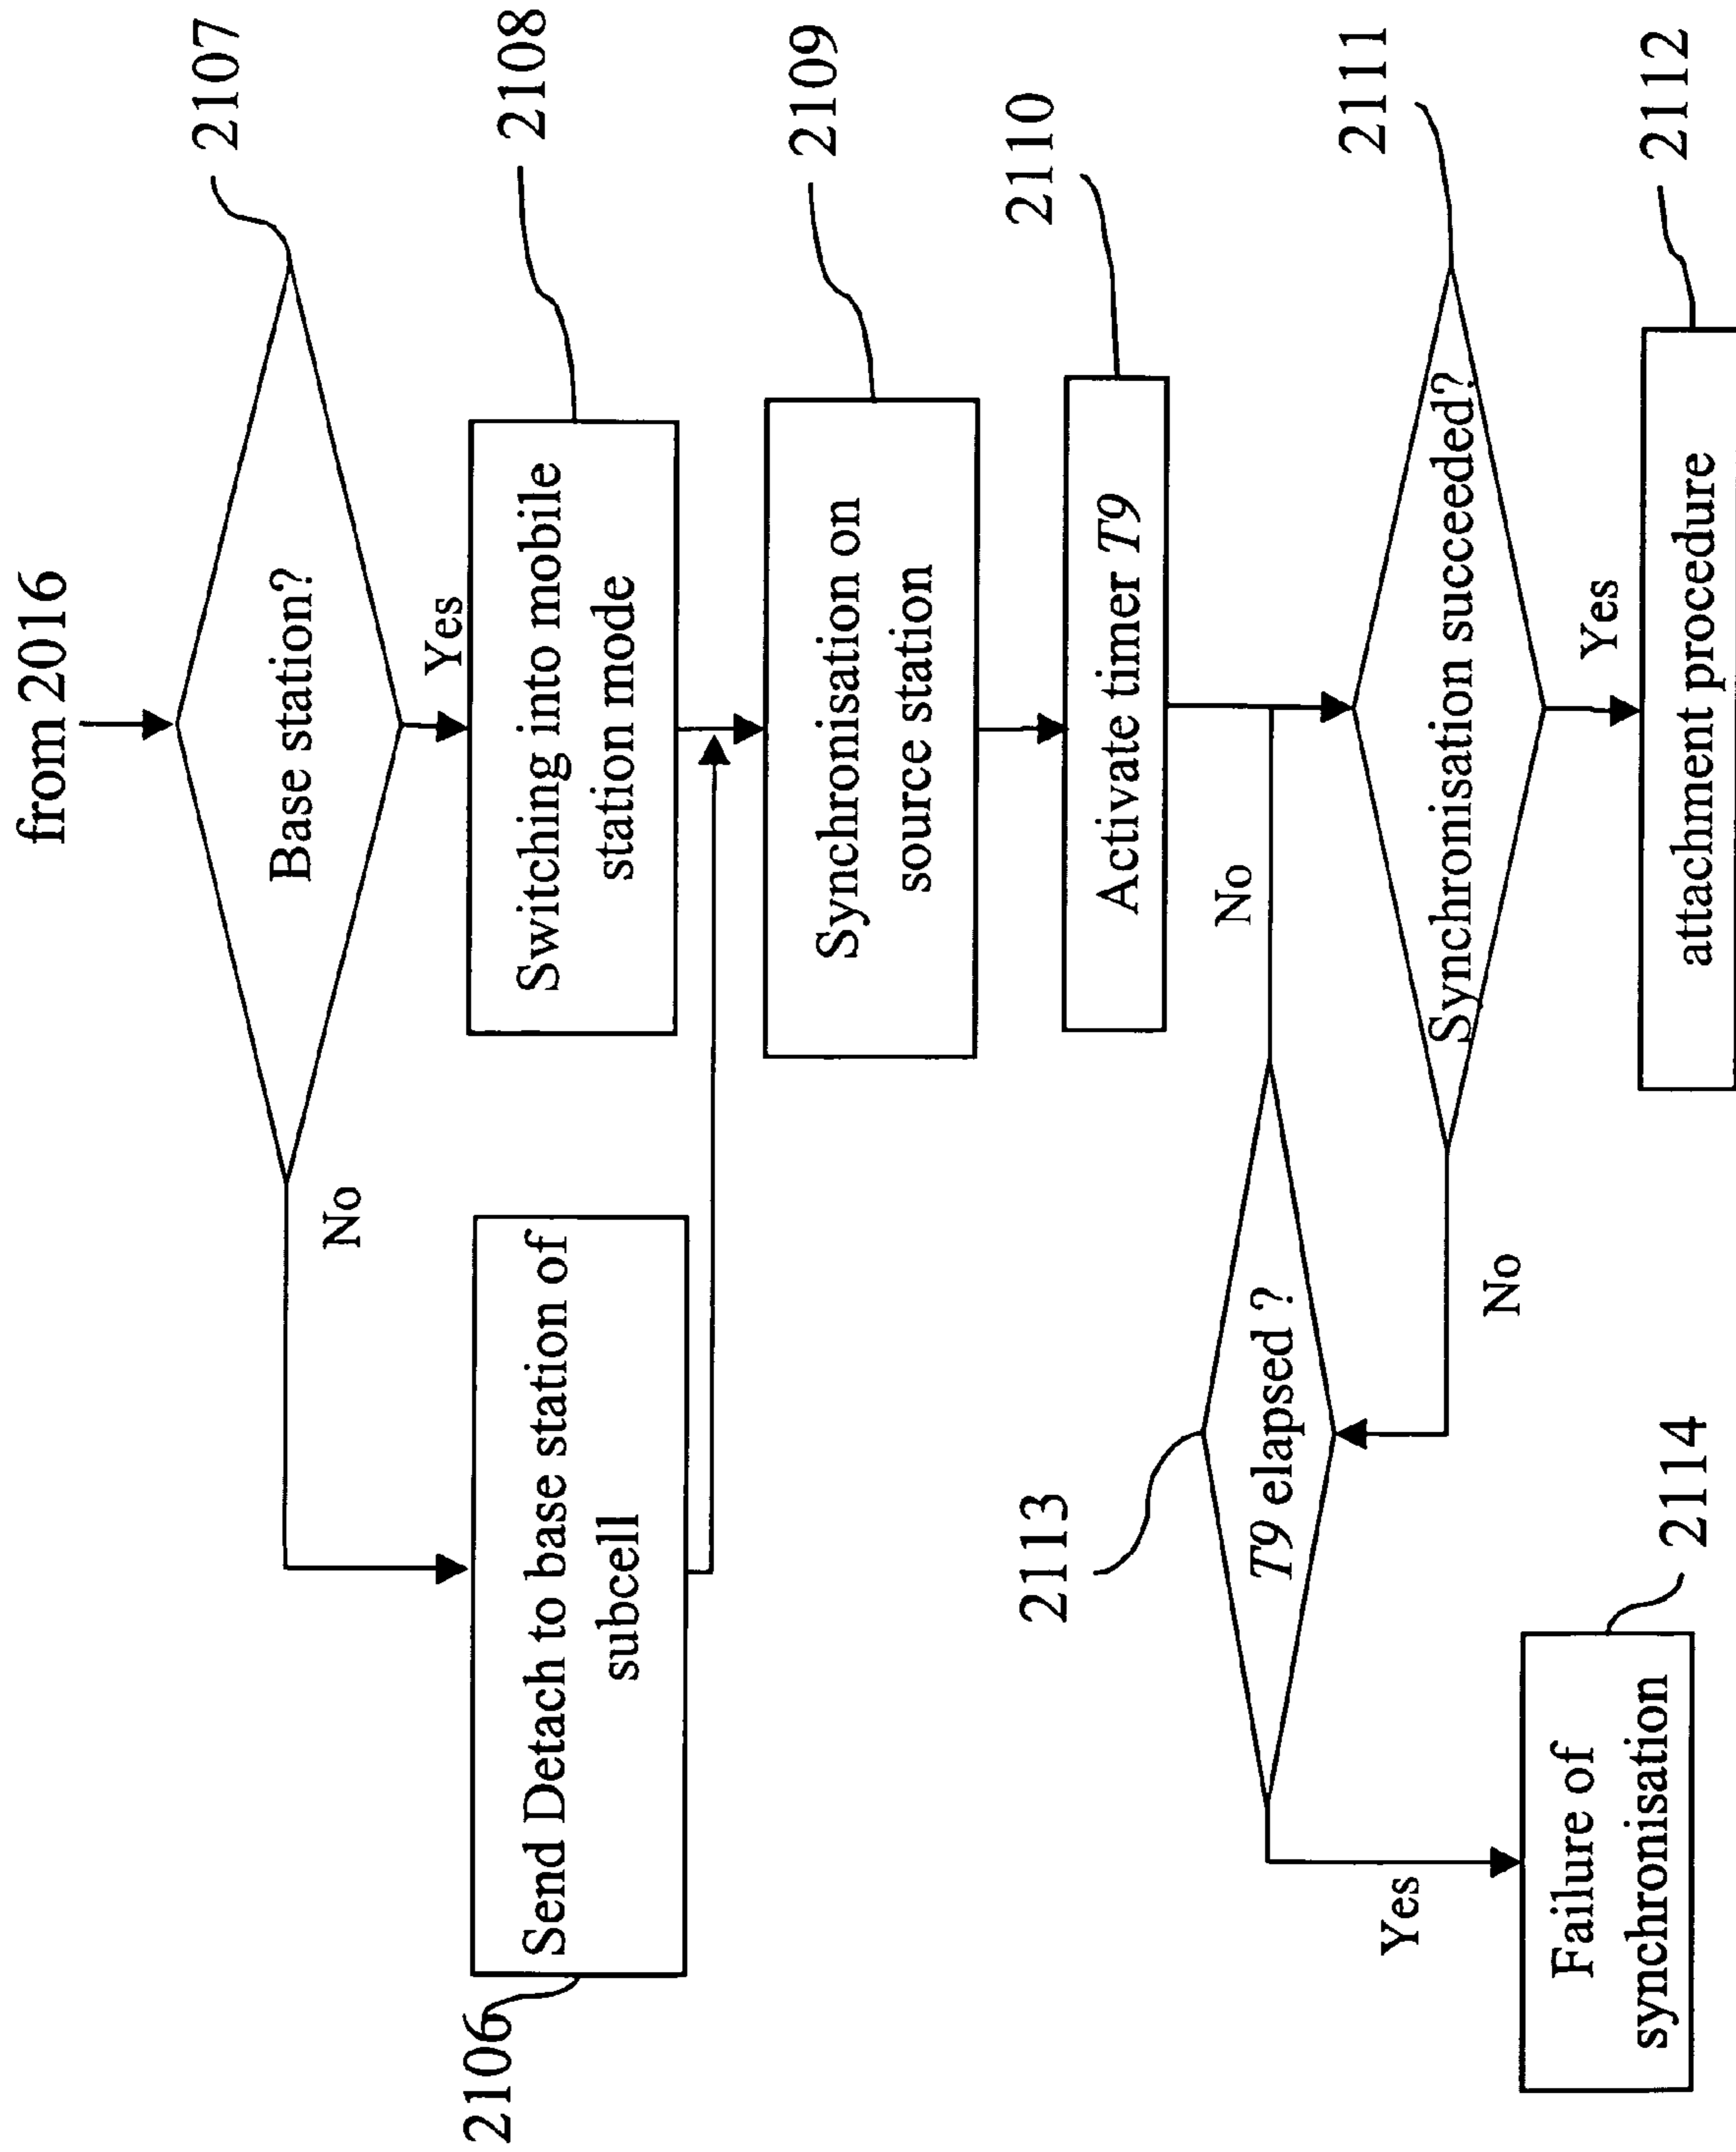 from 2016
2107
Base station?
No
Yes
2106
Send Detach to base station of
subcell
2108
Switching into mobile
station mode
2109
Synchronisation on
source station
2110
Activate timer T9
No
2113
T9 elapsed ?
2111
Synchronisation succeeded?
No
Yes
Yes
2114
Failure of
synchronisation
2112
attachment procedure